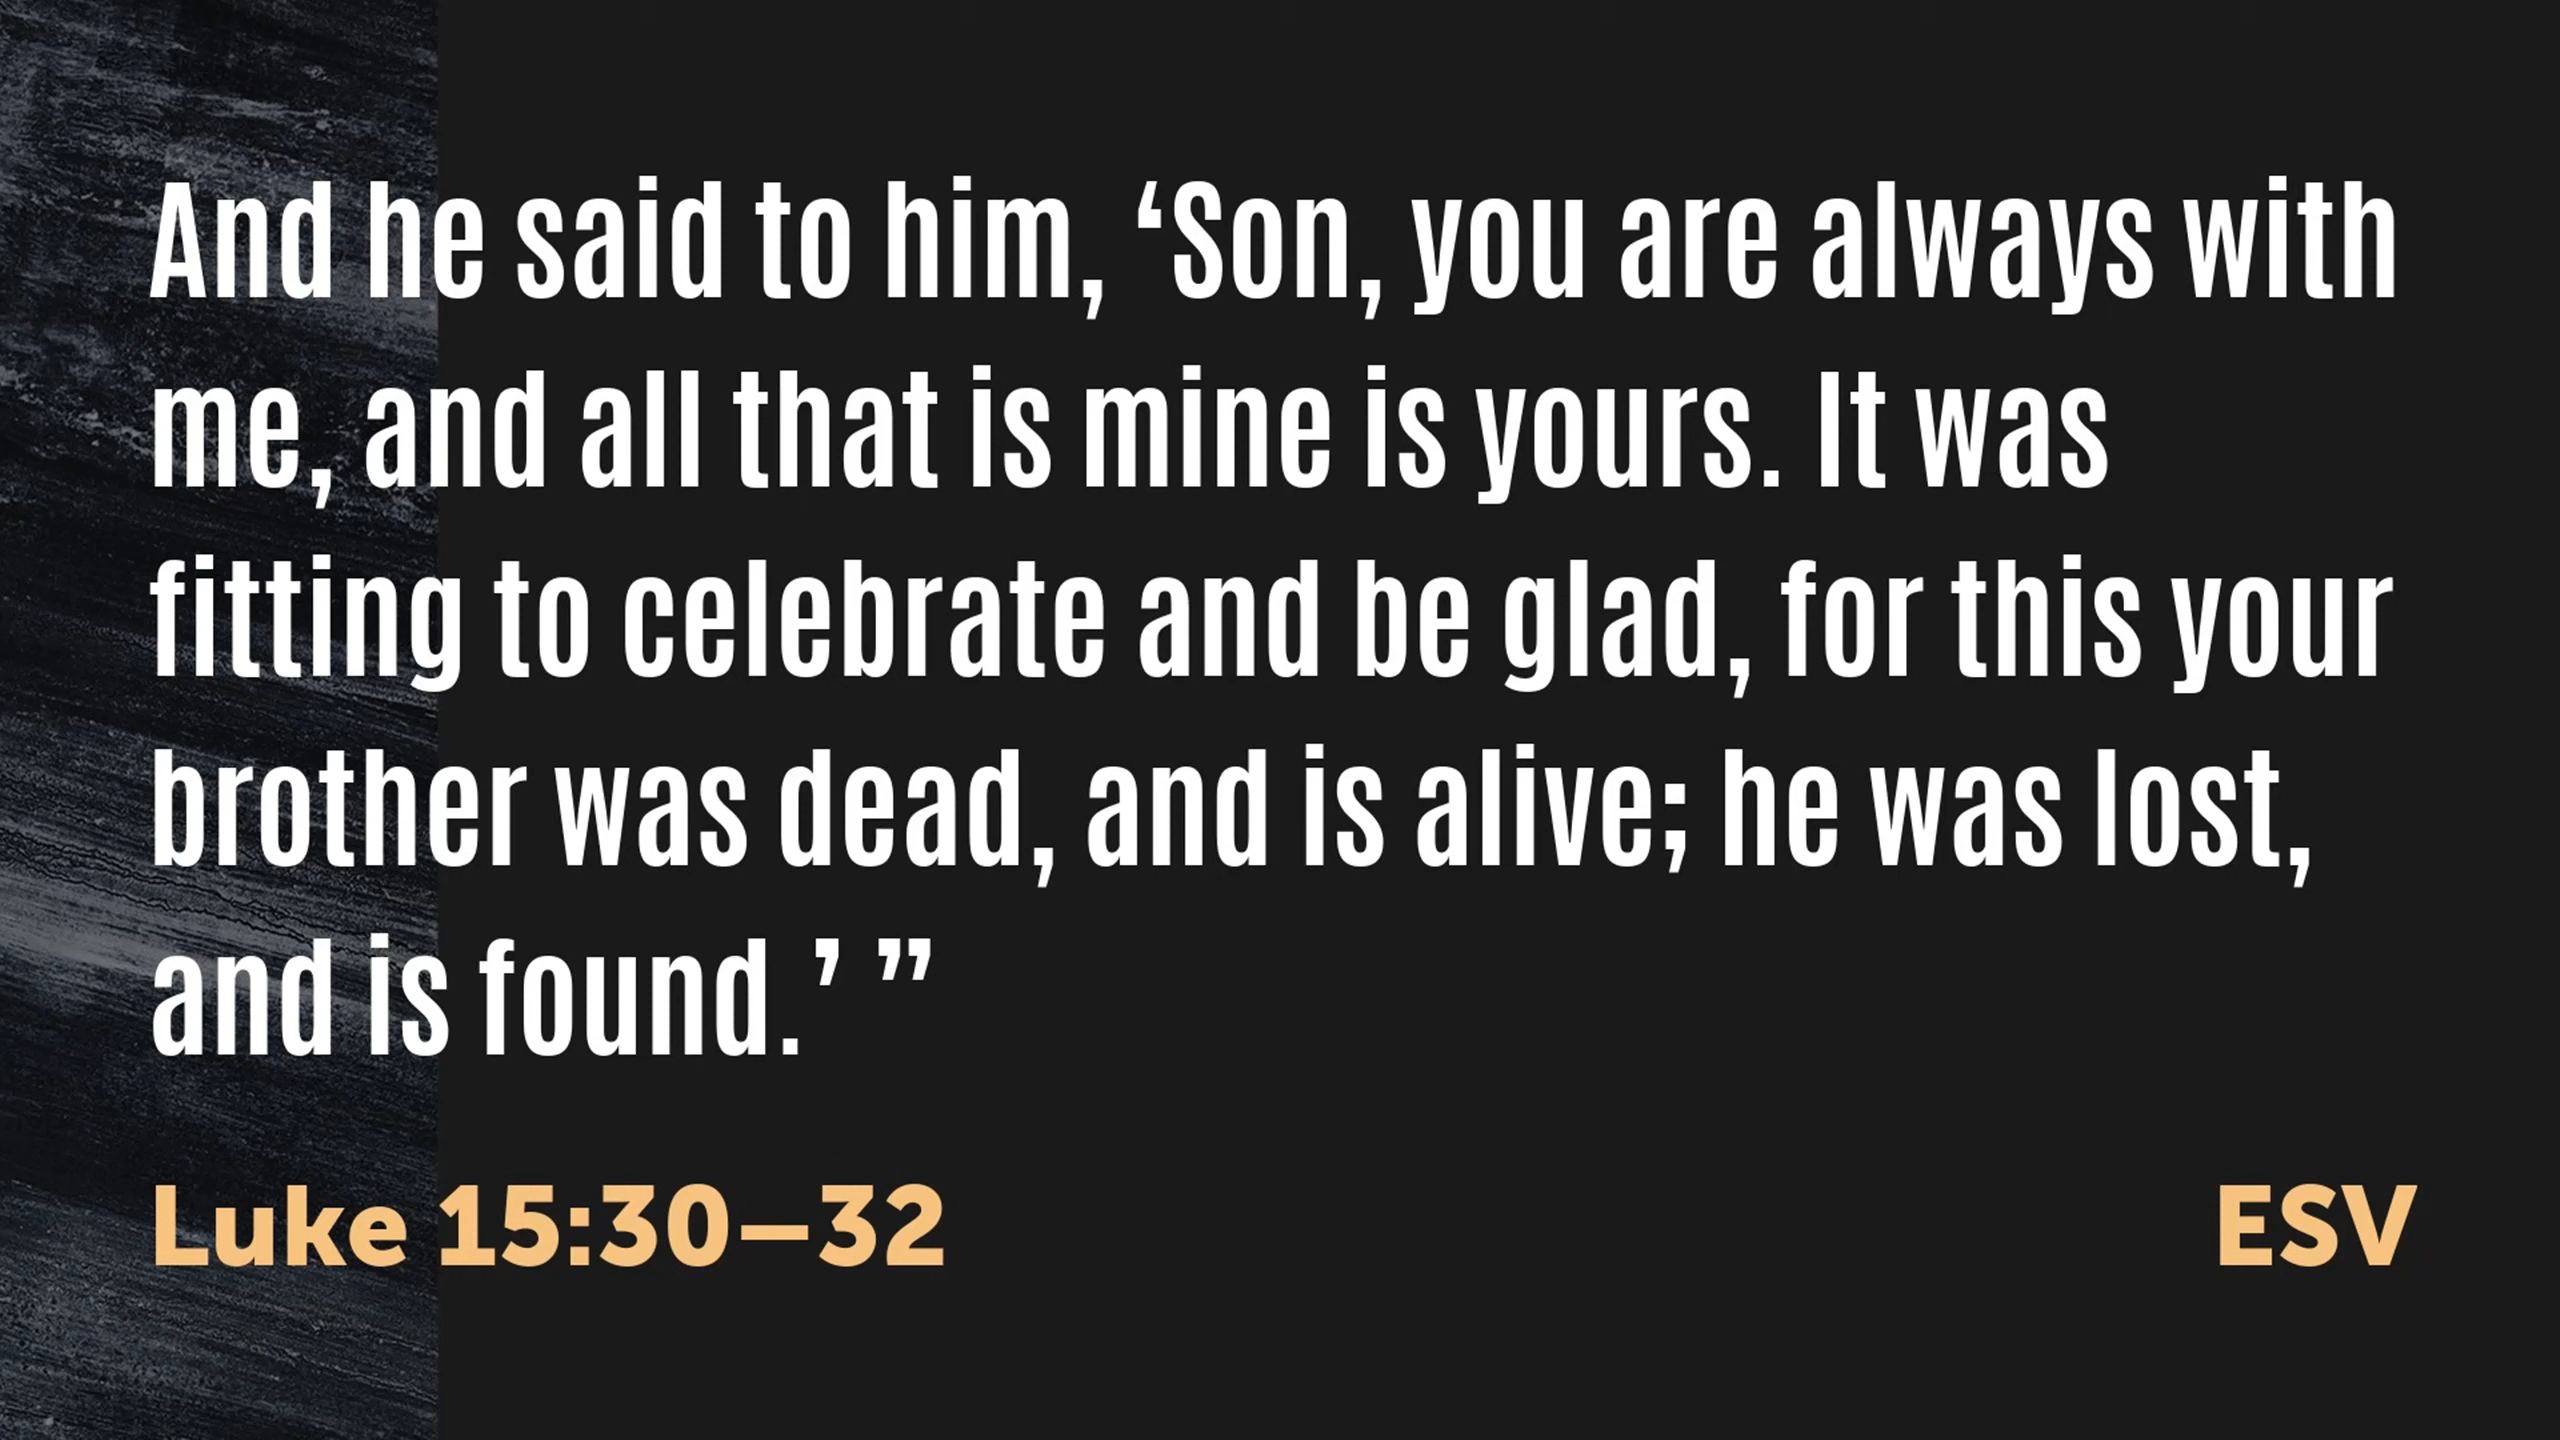 And he said to him, ‘Son, you are always with
me, and all that is mine is yours. It was
fitting to celebrate and be glad, for this your
brother was dead, and is alive; he was lost,
and is found.’ ”
Luke 15:30–32 ESV